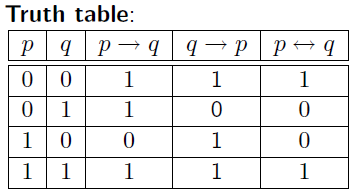 Truth table:
p q p → q q → p p ↔ q
0 0 1 1 1
0 1 1 0 0
1 0 0 1 0
1 1 1 1 1